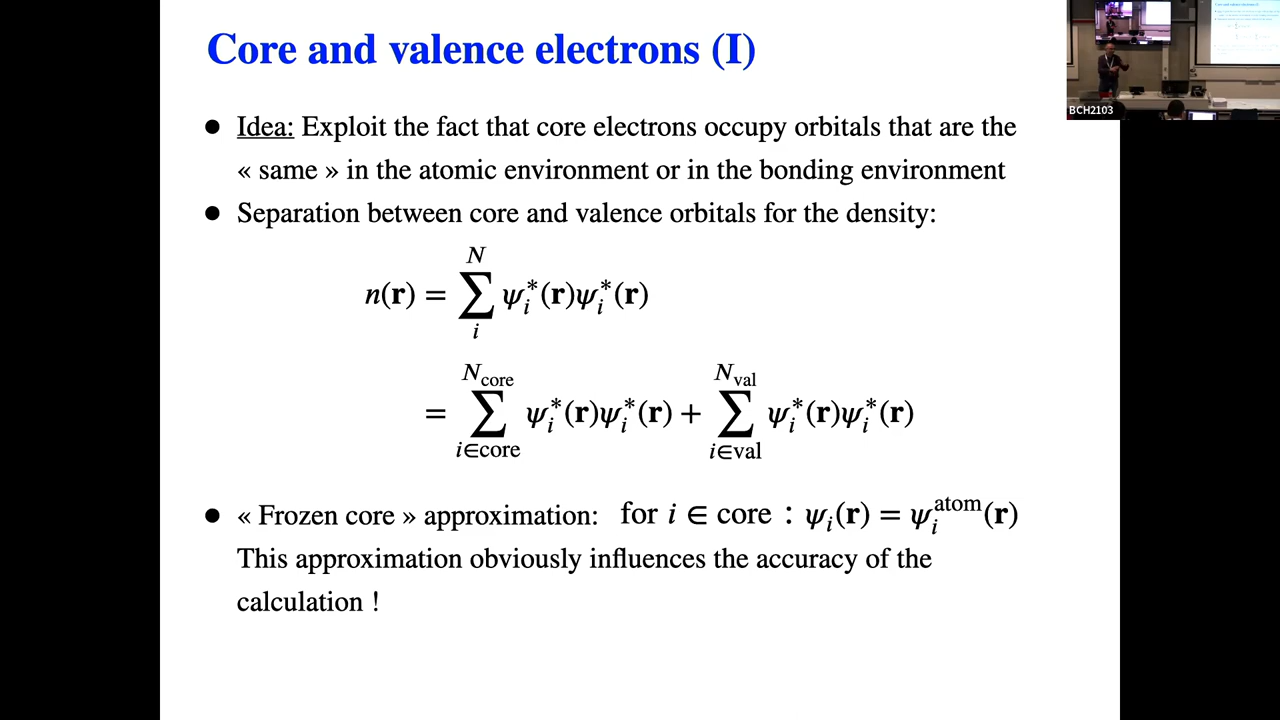 Core and valence electrons (I)
● Idea: Exploit the fact that core electrons occupy orbitals that are the
« same » in the atomic environment or in the bonding environment
● Separation between core and valence orbitals for the density:
n(r) = ∑_i^N ψ_i^*(r)ψ_i^*(r)
= ∑_{i∈core}^{N_core} ψ_i^*(r)ψ_i^*(r) + ∑_{i∈val}^{N_val} ψ_i^*(r)ψ_i^*(r)
● « Frozen core » approximation: for i ∈ core : ψ_i(r) = ψ_i^atom(r)
This approximation obviously influences the accuracy of the
calculation !
BCH2103